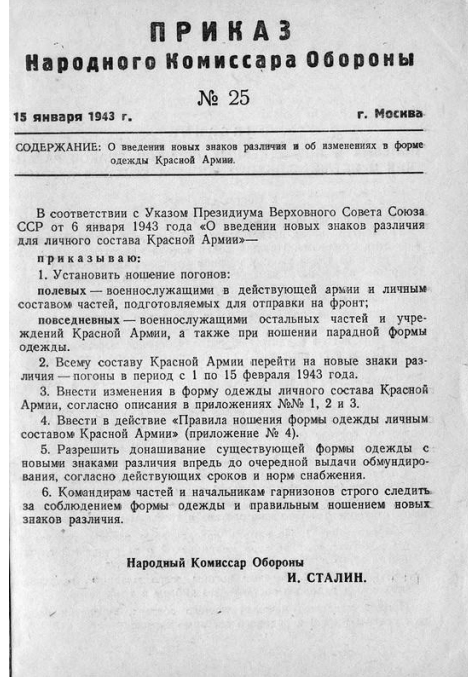 ПРИКАЗ
Народного Комиссара Обороны
№ 25
15 января 1943 г. г. Москва
СОДЕРЖАНИЕ: О введении новых знаков различия и об изменениях в форме
одежды Красной Армии.
В соответствии с Указом Президиума Верховного Совета Союза
ССР от 6 января 1943 года «О введении новых знаков различия
для личного состава Красной Армии»—
приказываю:
1. Установить ношение погонов:
полевых — военнослужащими в действующей армии и личным
составом частей, подготовляемых для отправки на фронт;
повседневных — военнослужащими остальных частей и учре-
ждений Красной Армии, а также при ношении парадной формы
одежды.
2. Всему составу Красной Армии перейти на новые знаки раз-
личия — погоны в период с 1 по 15 февраля 1943 года.
3. Внести изменения в форму одежды личного состава Красной
Армии, согласно описания в приложениях №№ 1, 2 и 3.
4. Ввести в действие «Правила ношения формы одежды личным
составом Красной Армии» (приложение № 4).
5. Разрешить донашивание существующей формы одежды с
новыми знаками различия впредь до очередной выдачи обмундиро-
вания, согласно действующих сроков и норм снабжения.
6. Командирам частей и начальникам гарнизонов строго следить
за соблюдением формы одежды и правильным ношением новых
знаков различия.
Народный Комиссар Обороны
И. СТАЛИН.